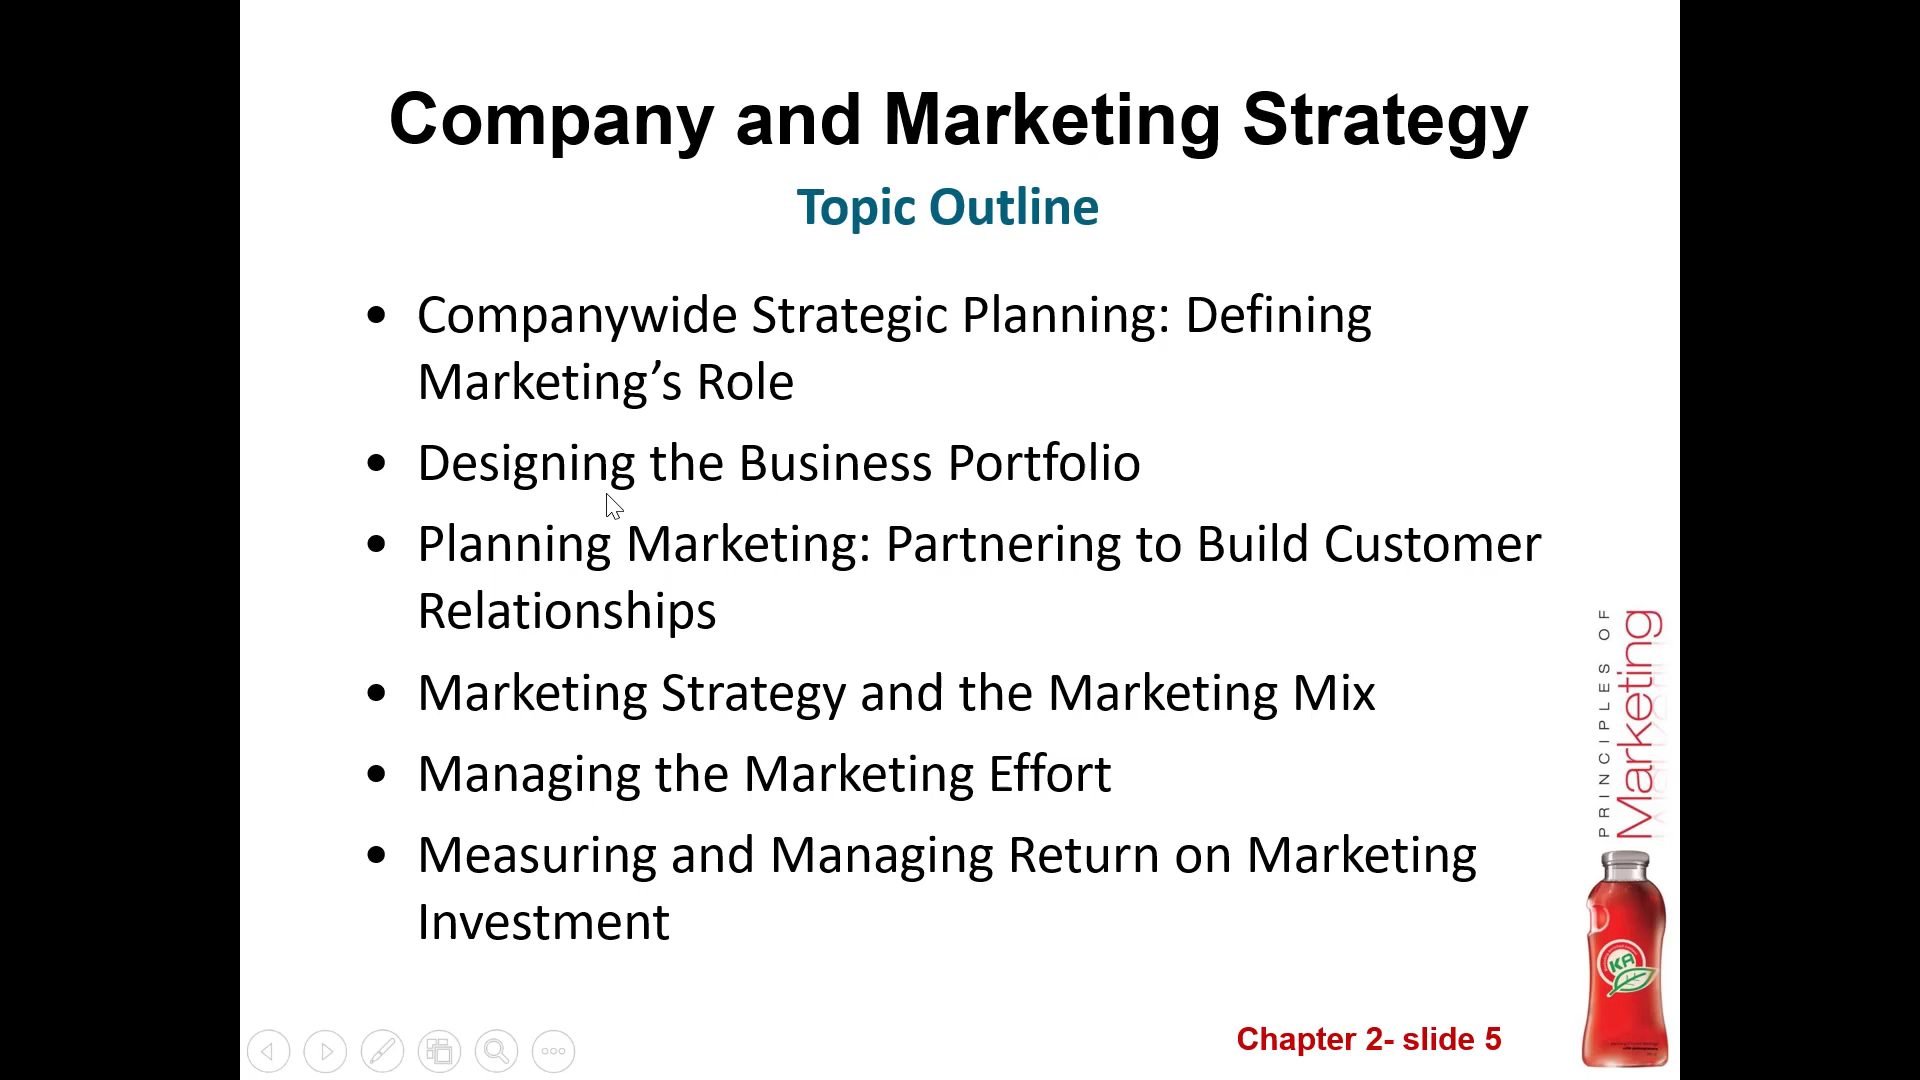 Company and Marketing Strategy
Topic Outline
• Companywide Strategic Planning: Defining
Marketing’s Role
• Designing the Business Portfolio
• Planning Marketing: Partnering to Build Customer
Relationships
• Marketing Strategy and the Marketing Mix
• Managing the Marketing Effort
• Measuring and Managing Return on Marketing
Investment
PRINCIPLES OF
Marketing
KA
Chapter 2- slide 5